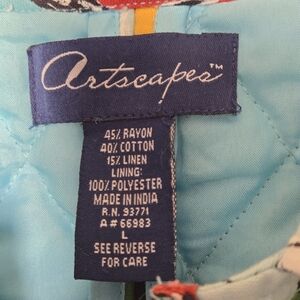 artscapes™
45% RAYON
40% COTTON
15% LINEN
LINING:
100% POLYESTER
MADE IN INDIA
R.N. 93771
A# 66983
L
SEE REVERSE
FOR CARE